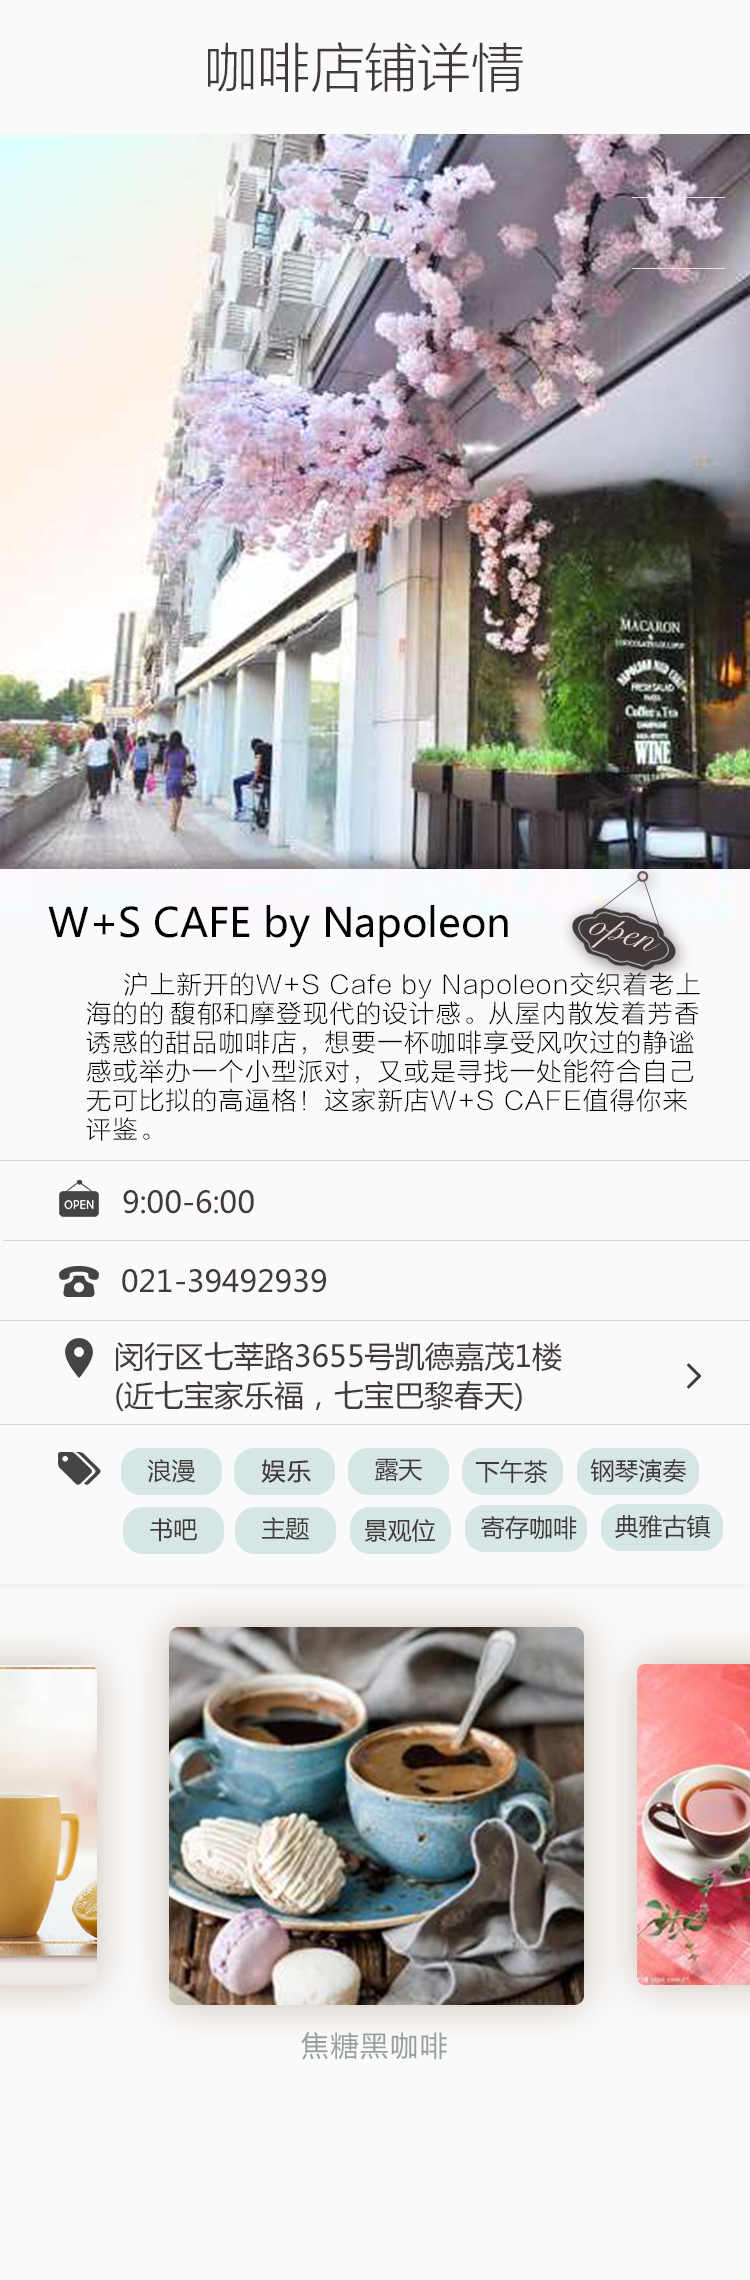 咖啡店铺详情
MACARON
&
FRESH SALAD
Coffee & Tea
WINE
W+S CAFE by Napoleon
open
沪上新开的W+S Cafe by Napoleon交织着老上
海的的 馥郁和摩登现代的设计感。从屋内散发着芳香
诱惑的甜品咖啡店，想要一杯咖啡享受风吹过的静谧
感或举办一个小型派对，又或是寻找一处能符合自己
无可比拟的高逼格！这家新店W+S CAFE值得你来
评鉴。
OPEN 9:00-6:00
021-39492939
闵行区七莘路3655号凯德嘉茂1楼
(近七宝家乐福，七宝巴黎春天)
浪漫 娱乐 露天 下午茶 钢琴演奏
书吧 主题 景观位 寄存咖啡 典雅古镇
焦糖黑咖啡